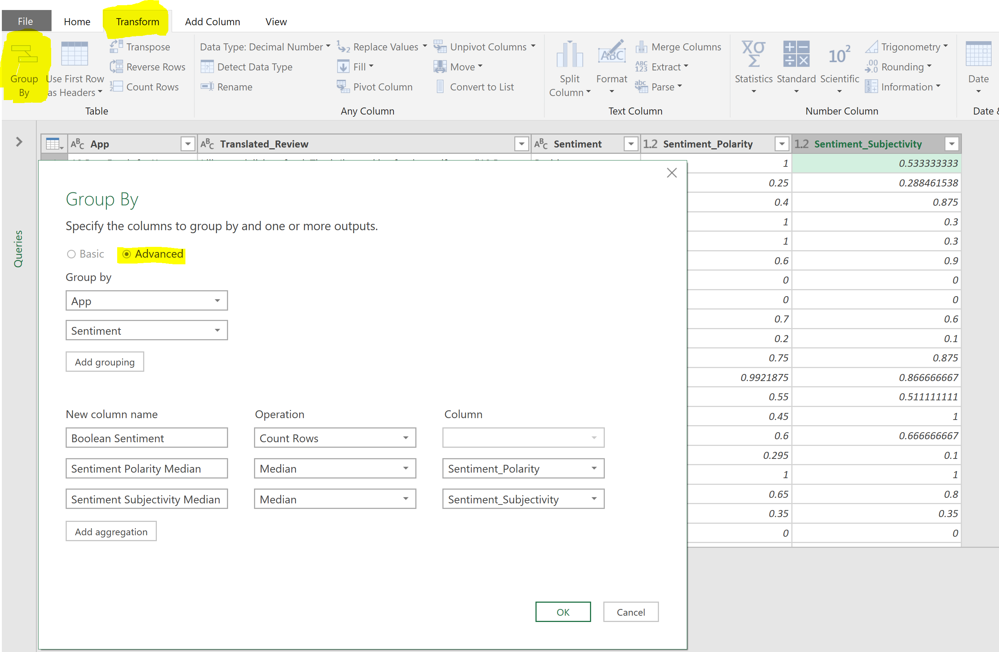 File Home Transform Add Column View
Group By
Use First Row as Headers
Transpose
Reverse Rows
Count Rows
Table
Data Type: Decimal Number
Detect Data Type
Rename
Replace Values
Fill
Pivot Column
Unpivot Columns
Move
Convert to List
Any Column
Split Column
Format
Merge Columns
Extract
Parse
Text Column
Statistics
Standard
Scientific
Trigonometry
Rounding
Information
Number Column
Date
Date &
Queries
App Translated_Review Sentiment 1.2 Sentiment_Polarity 1.2 Sentiment_Subjectivity
1 0.533333333
0.25 0.288461538
0.4 0.875
1 0.3
1 0.3
0.6 0.9
0 0
0 0
0.7 0.6
0.2 0.1
0.75 0.875
0.9921875 0.866666667
0.55 0.511111111
0.45 1
0.6 0.666666667
0.295 0.1
1 1
0.65 0.8
0.35 0.35
0 0
Group By
Specify the columns to group by and one or more outputs.
Basic Advanced
Group by
App
Sentiment
Add grouping
New column name Operation Column
Boolean Sentiment Count Rows
Sentiment Polarity Median Median Sentiment_Polarity
Sentiment Subjectivity Median Median Sentiment_Subjectivity
Add aggregation
OK Cancel